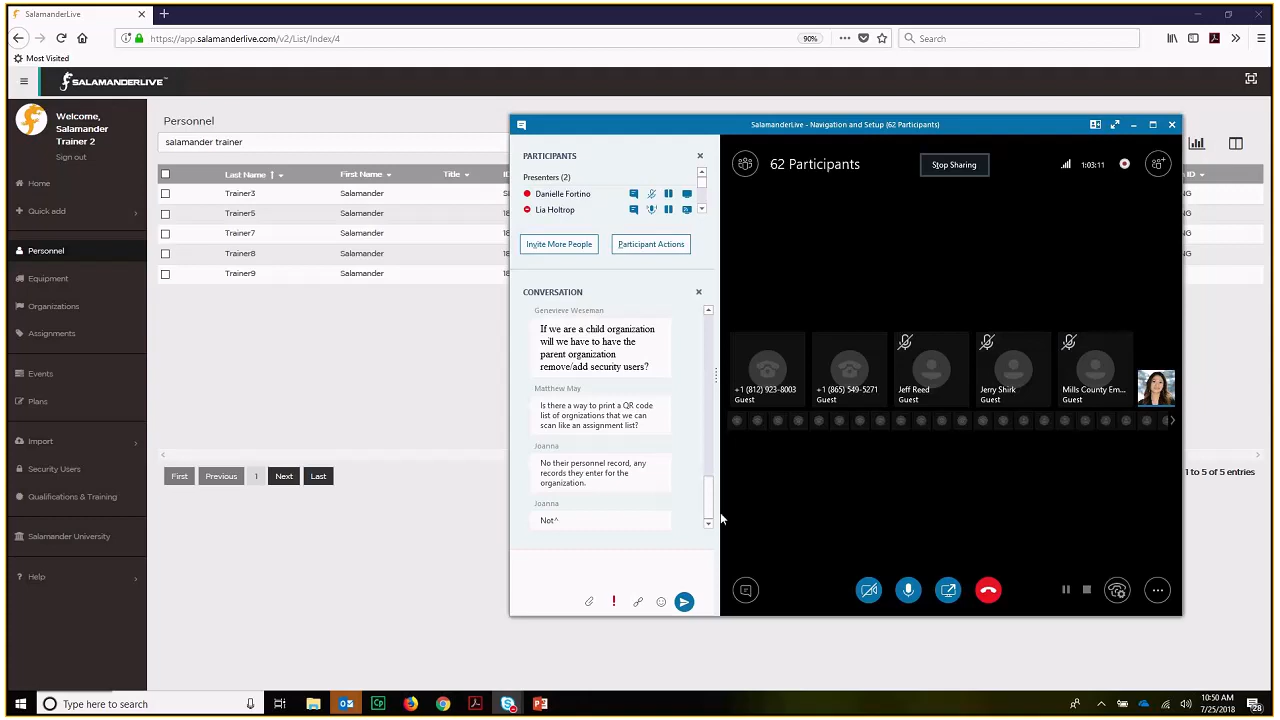 SalamanderLive
https://app.salamanderlive.com/v2/List/Index/4
90%
Search
Most Visited
SALAMANDERLIVE™
Welcome,
Salamander
Trainer 2
Sign out
Home
Quick add
Personnel
Equipment
Organizations
Assignments
Events
Plans
Import
Security Users
Qualifications & Training
Salamander University
Help
Personnel
salamander trainer
Last Name
First Name
Title
ID
Trainer3 Salamander
Trainer5 Salamander 18
Trainer7 Salamander 18
Trainer8 Salamander 18
Trainer9 Salamander 18
First Previous 1 Next Last
1 to 5 of 5 entries
SalamanderLive - Navigation and Setup (62 Participants)
PARTICIPANTS
Presenters (2)
Danielle Fortino
Lia Holtrop
Invite More People
Participant Actions
CONVERSATION
Genevieve Weseman
If we are a child organization
will we have to have the
parent organization
remove/add security users?
Matthew May
Is there a way to print a QR code
list of orgnizations that we can
scan like an assignment list?
Joanna
No their personnel record, any
records they enter for the
organization.
Joanna
Not^
62 Participants
Stop Sharing
1:03:11
+1 (812) 923-8003
Guest
+1 (865) 549-5271
Guest
Jeff Reed
Guest
Jerry Shirk
Guest
Mills County Em...
Guest
Type here to search
10:50 AM
7/25/2018
28